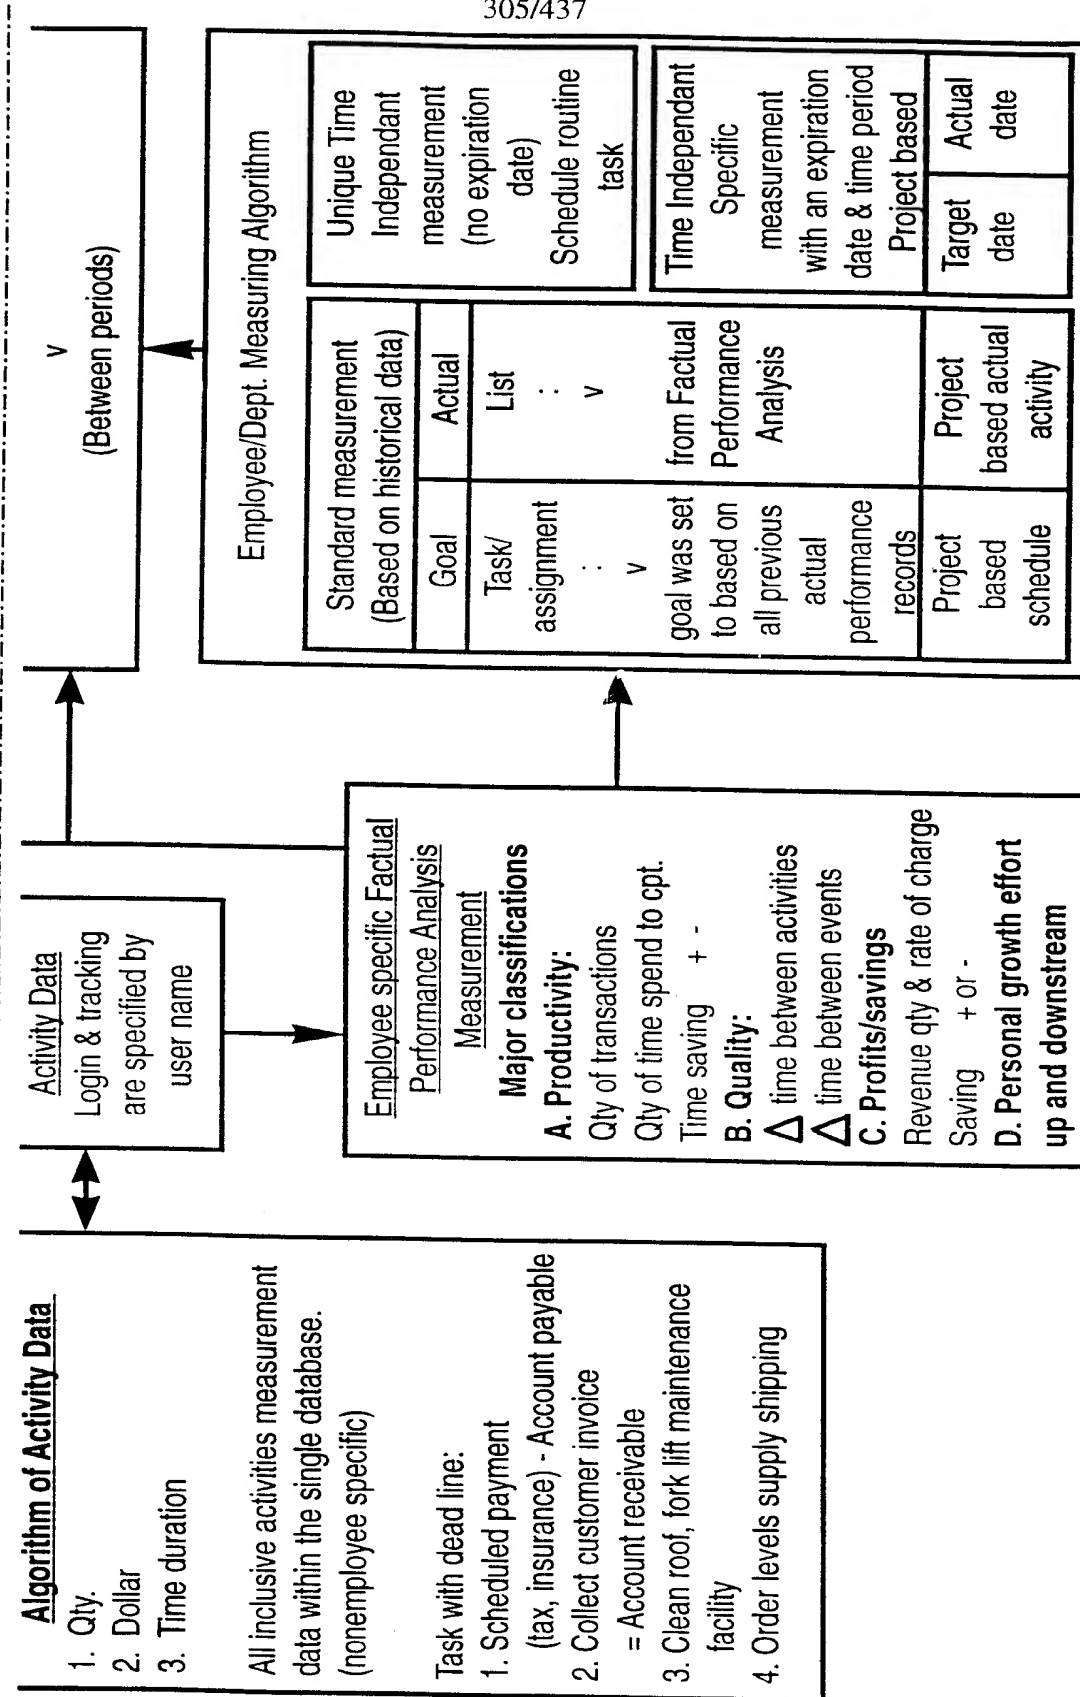 305/437
Algorithm of Activity Data
1. Qty.
2. Dollar
3. Time duration
All inclusive activities measurement
data within the single database.
(nonemployee specific)
Task with dead line:
1. Scheduled payment
(tax, insurance) - Account payable
2. Collect customer invoice
= Account receivable
3. Clean roof, fork lift maintenance
facility
4. Order levels supply shipping
Activity Data
Login & tracking
are specified by
user name
Employee specific Factual
Performance Analysis
Measurement
Major classifications
A. Productivity:
Qty of transactions
Qty of time spend to cpt.
Time saving + -
B. Quality:
Δ time between activities
Δ time between events
C. Profits/savings
Revenue qty & rate of charge
Saving + or -
D. Personal growth effort
up and downstream
v
(Between periods)
Employee/Dept. Measuring Algorithm
Standard measurement
(Based on historical data)
Goal
Actual
Task/
assignment
:
v
goal was set
to based on
all previous
actual
performance
records
List
:
v
from Factual
Performance
Analysis
Project
based
schedule
Project
based actual
activity
Unique Time
Independant
measurement
(no expiration
date)
Schedule routine
task
Time Independant
Specific
measurement
with an expiration
date & time period
Project based
Target
date
Actual
date